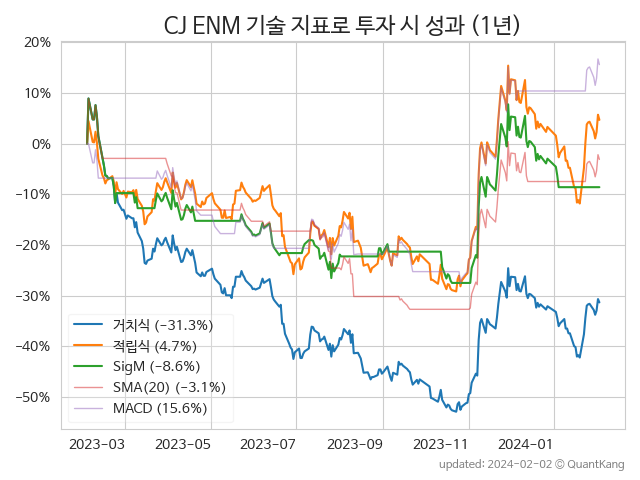 CJ ENM 기술 지표로 투자 시 성과 (1년)
20%
10%
0%
−10%
−20%
−30%
−40%
−50%
거치식 (−31.3%)
적립식 (4.7%)
SigM (−8.6%)
SMA(20) (−3.1%)
MACD (15.6%)
2023-03 2023-05 2023-07 2023-09 2023-11 2024-01
updated: 2024-02-02 © QuantKang